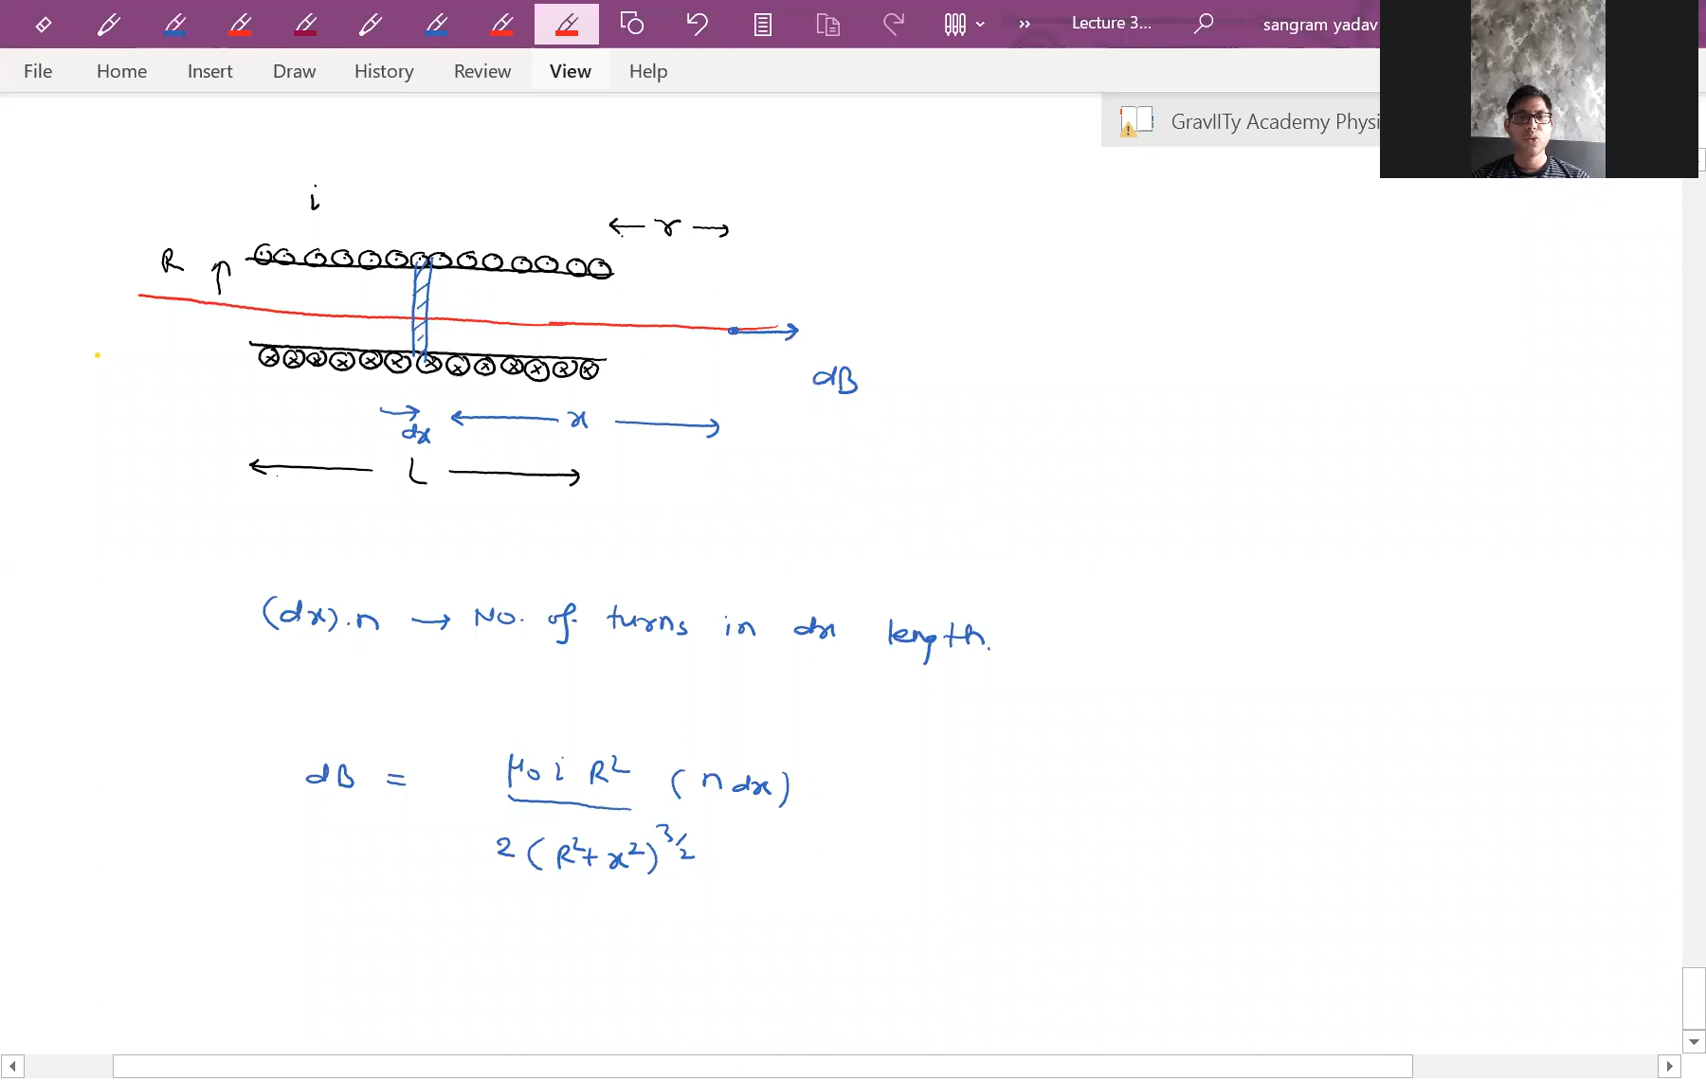 Lecture 3...
sangram yadav
File Home Insert Draw History Review View Help
GravIITy Academy Physi
i
← r →
R ↑
dB
dx ← x →
← L →
(dx).n → No. of turns in dx length.
dB = μ₀ i R² (n dx)
2 (R²+x²)^3/2